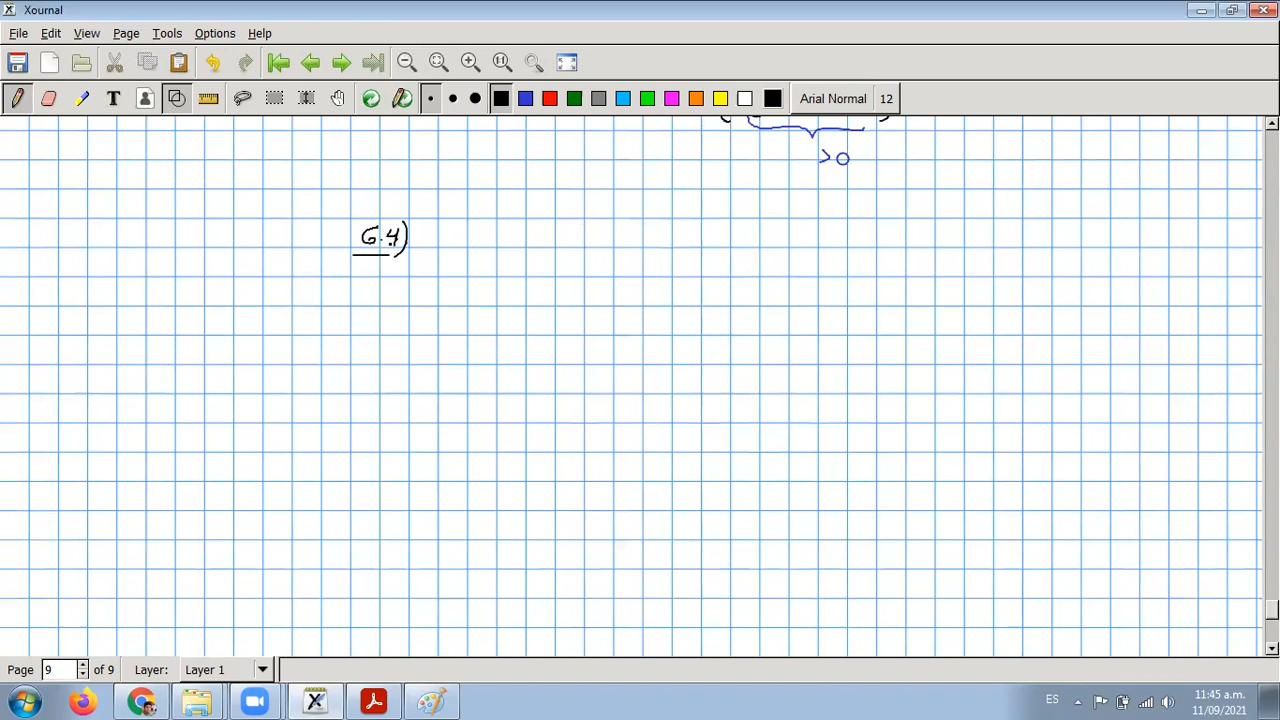 Xournal
File Edit View Page Tools Options Help
T Arial Normal 12
>0
6.4)
Page 9 of 9 Layer: Layer 1
ES 11:45 a.m.
11/09/2021